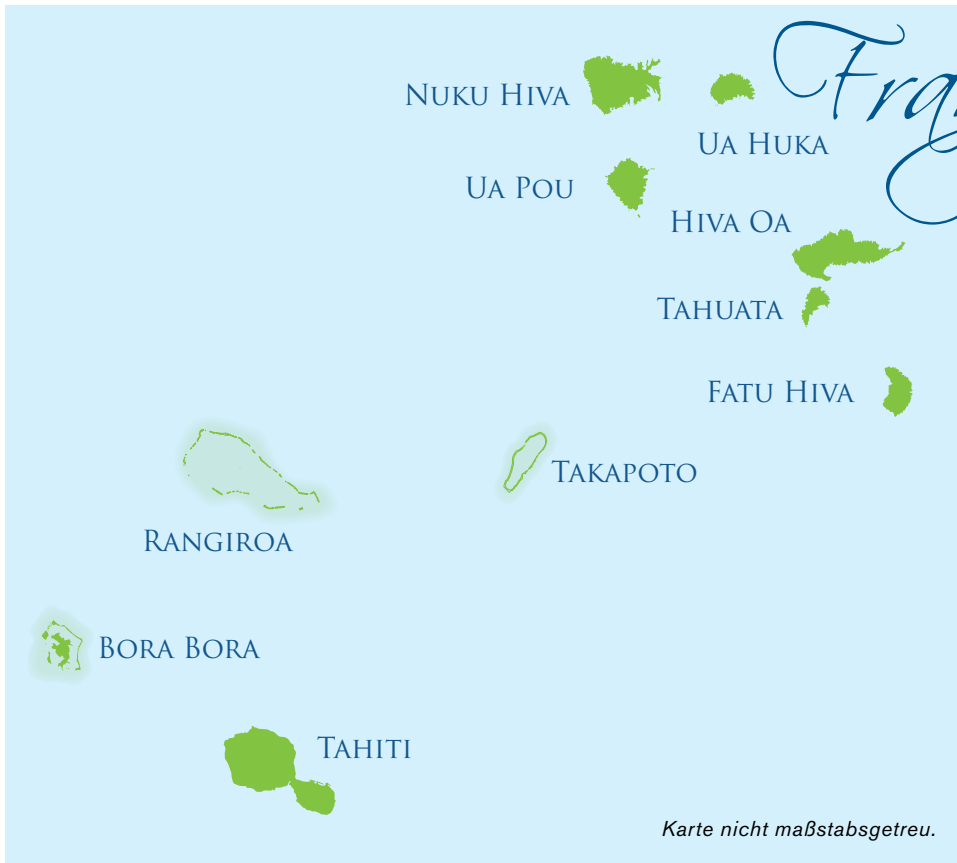 Fra
NUKU HIVA
UA HUKA
UA POU
HIVA OA
TAHUATA
FATU HIVA
TAKAPOTO
RANGIROA
BORA BORA
TAHITI
Karte nicht maßstabsgetreu.